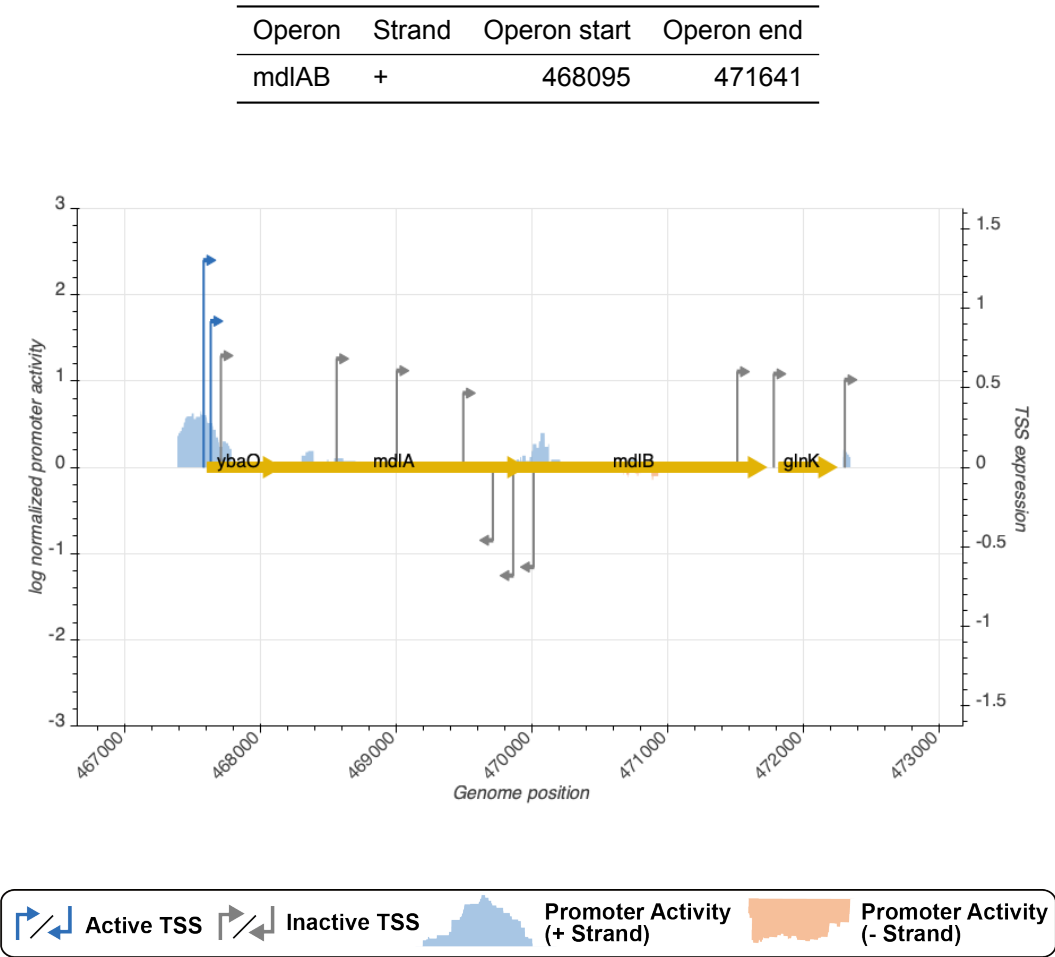 Operon Strand Operon start Operon end
mdlAB + 468095 471641
3
2
1
0
-1
-2
-3
log normalized promoter activity
1.5
1
0.5
0
-0.5
-1
-1.5
TSS expression
ybaO mdlA mdlB glnK
467000 468000 469000 470000 471000 472000 473000
Genome position
Active TSS
Inactive TSS
Promoter Activity
(+ Strand)
Promoter Activity
(- Strand)